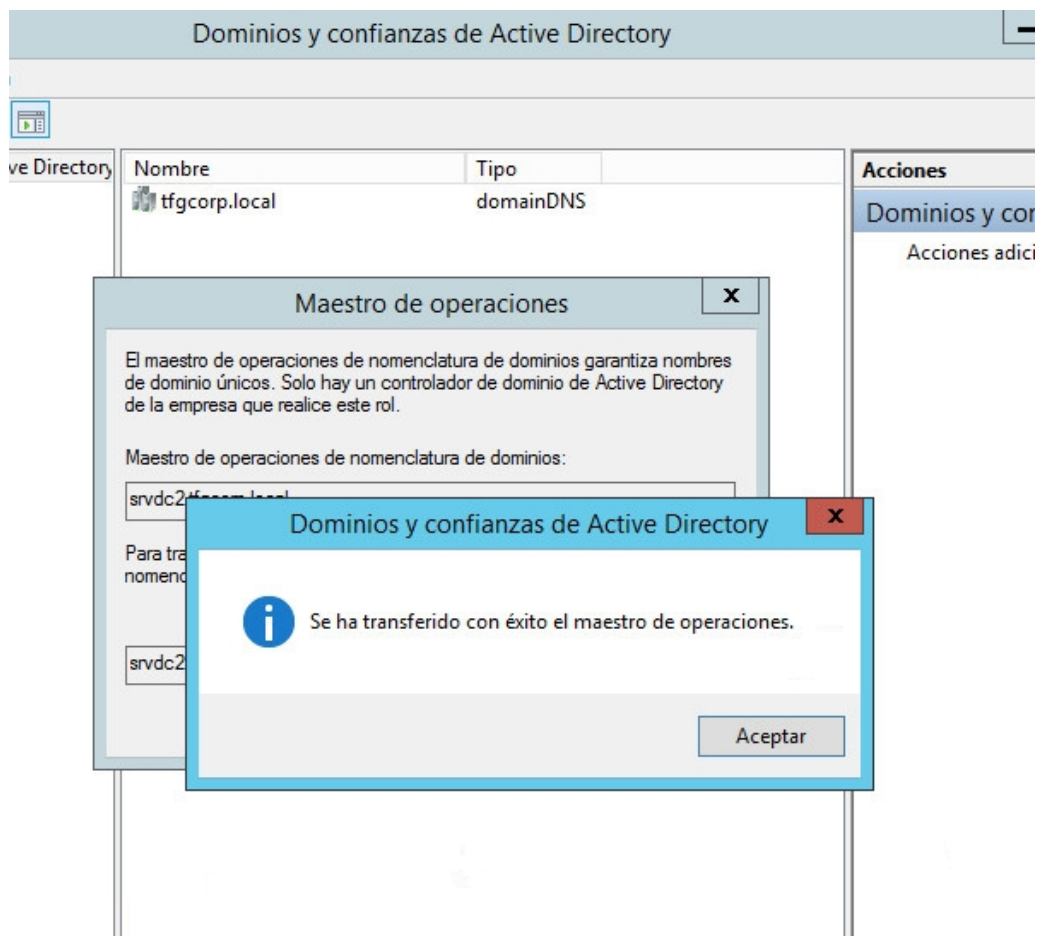 Dominios y confianzas de Active Directory
ve Directory
Nombre
Tipo
Acciones
tfgcorp.local
domainDNS
Dominios y con
Acciones adici
Maestro de operaciones
x
El maestro de operaciones de nomenclatura de dominios garantiza nombres
de dominio únicos. Solo hay un controlador de dominio de Active Directory
de la empresa que realice este rol.
Maestro de operaciones de nomenclatura de dominios:
srvdc2.tfgcorp.local
Dominios y confianzas de Active Directory
x
Para tra
nomenc
Se ha transferido con éxito el maestro de operaciones.
srvdc2
Aceptar